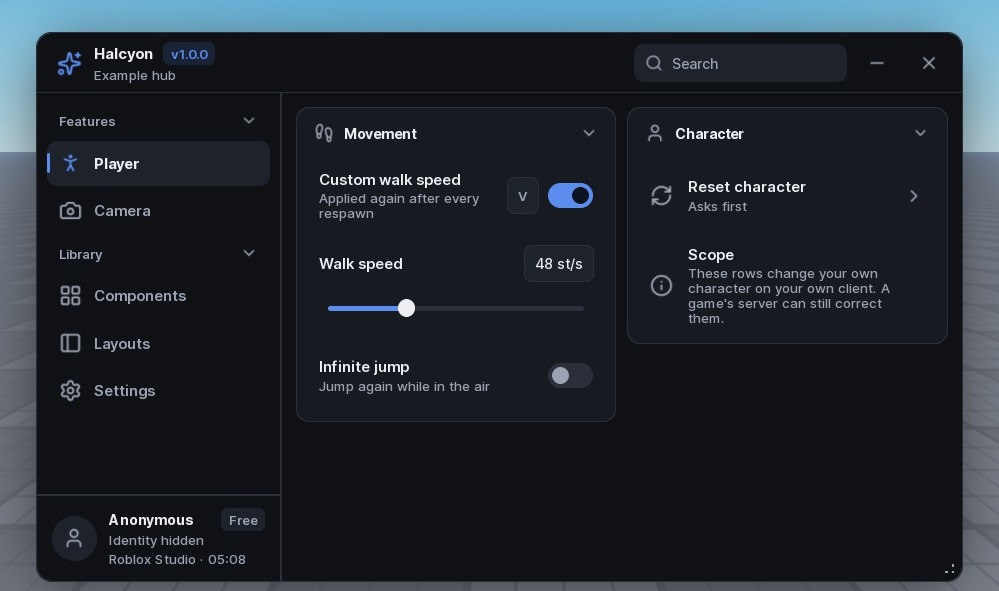 Halcyon v1.0.0
Example hub
Search
Features
Player
Camera
Library
Components
Layouts
Settings
Anonymous Free
Identity hidden
Roblox Studio · 05:08
Movement
Custom walk speed
Applied again after every
respawn
V
Walk speed
48 st/s
Infinite jump
Jump again while in the air
Character
Reset character
Asks first
Scope
These rows change your own
character on your own client. A
game's server can still correct
them.